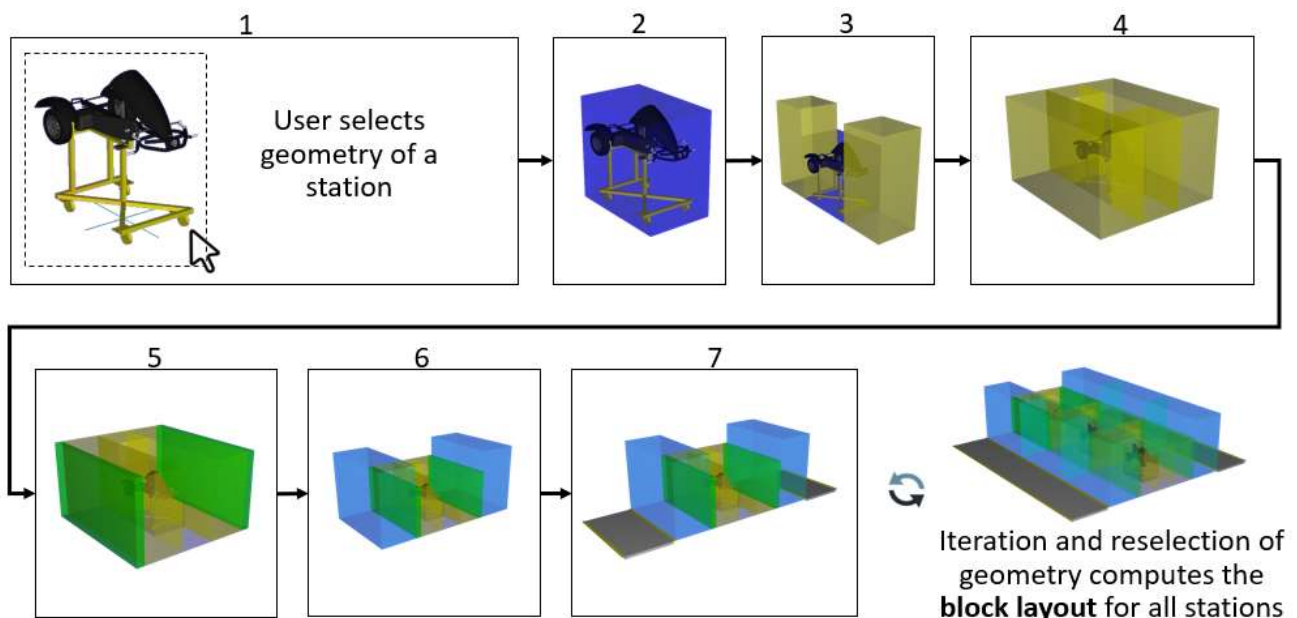 1
2
3
4
User selects
geometry of a
station
5
6
7
Iteration and reselection of
geometry computes the
block layout for all stations